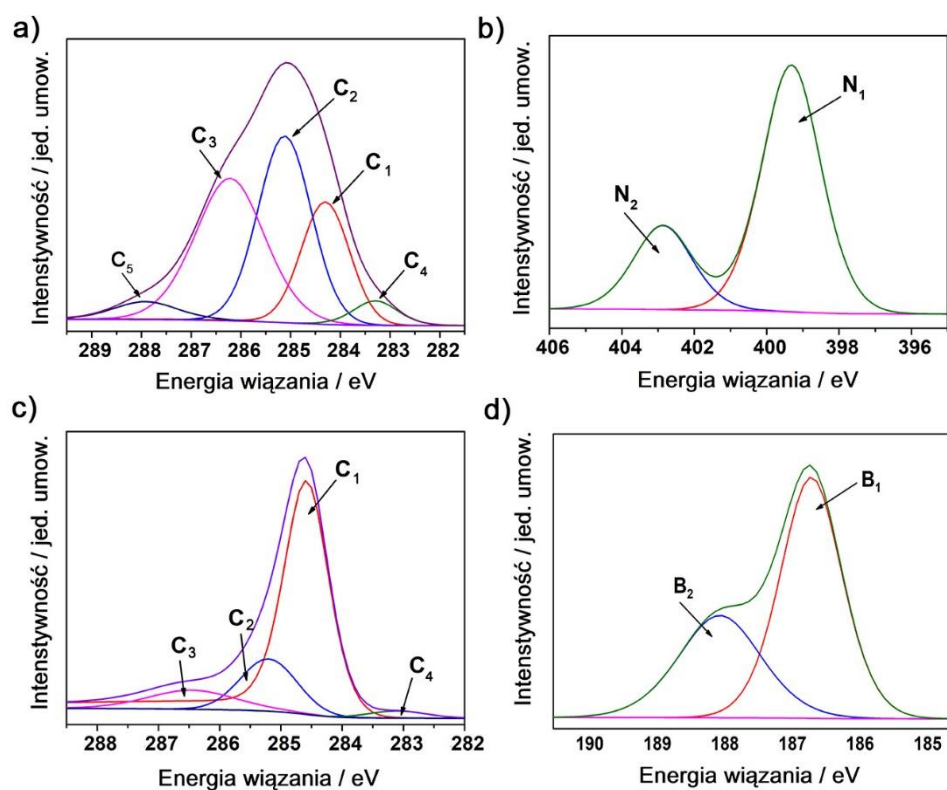 a)
Intenstywność / jed. umow.
C5
C3
C2
C1
C4
289 288 287 286 285 284 283 282
Energia wiązania / eV
b)
Intenstywność / jed. umow.
N2
N1
406 404 402 400 398 396
Energia wiązania / eV
c)
Intenstywność / jed. umow.
C3
C2
C1
C4
288 287 286 285 284 283 282
Energia wiązania / eV
d)
Intenstywność / jed. umow.
B2
B1
190 189 188 187 186 185
Energia wiązania / eV